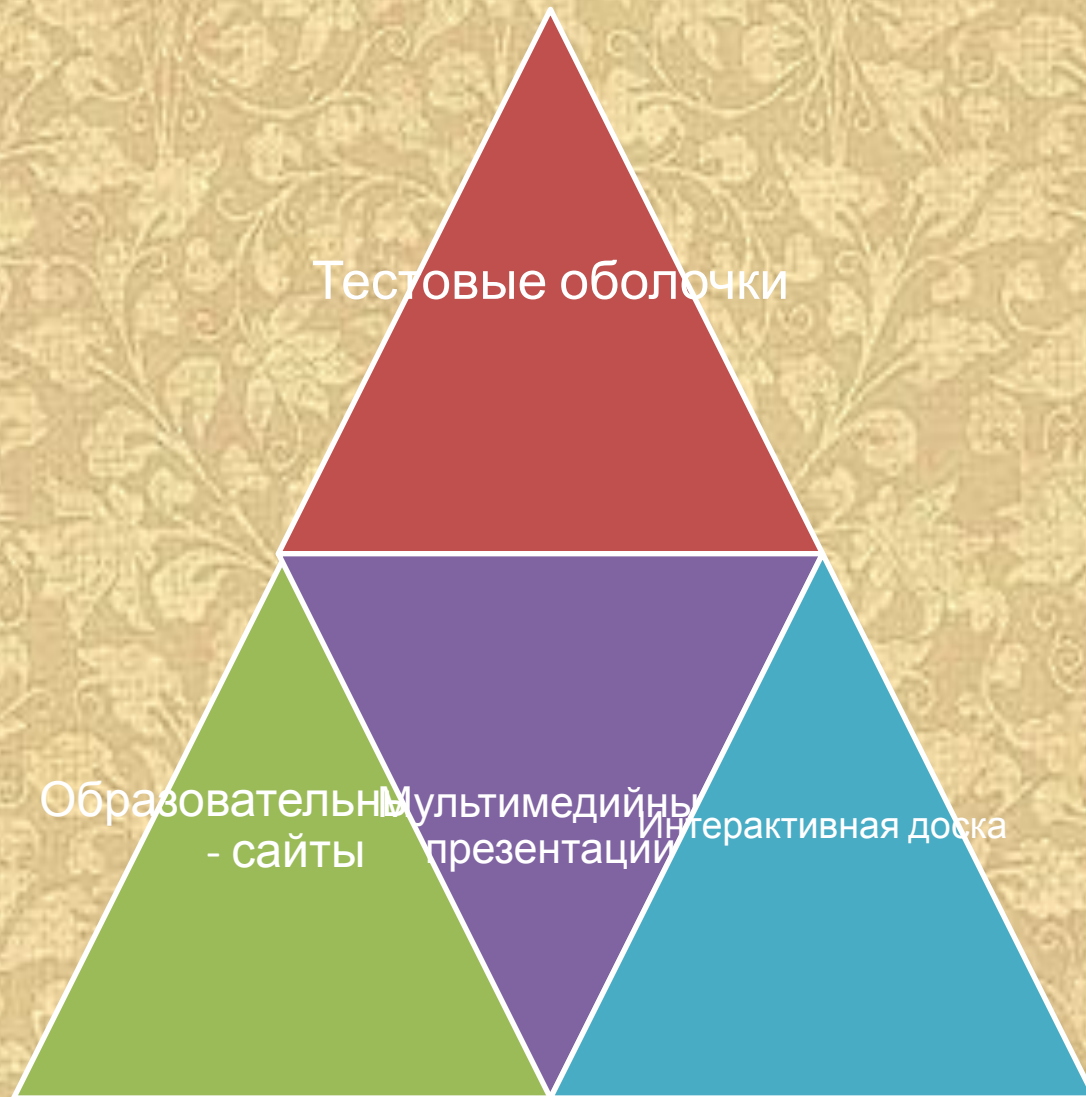 Тестовые оболочки
Образовательны
- сайты
Мультимедийны
презентации
Интерактивная доска